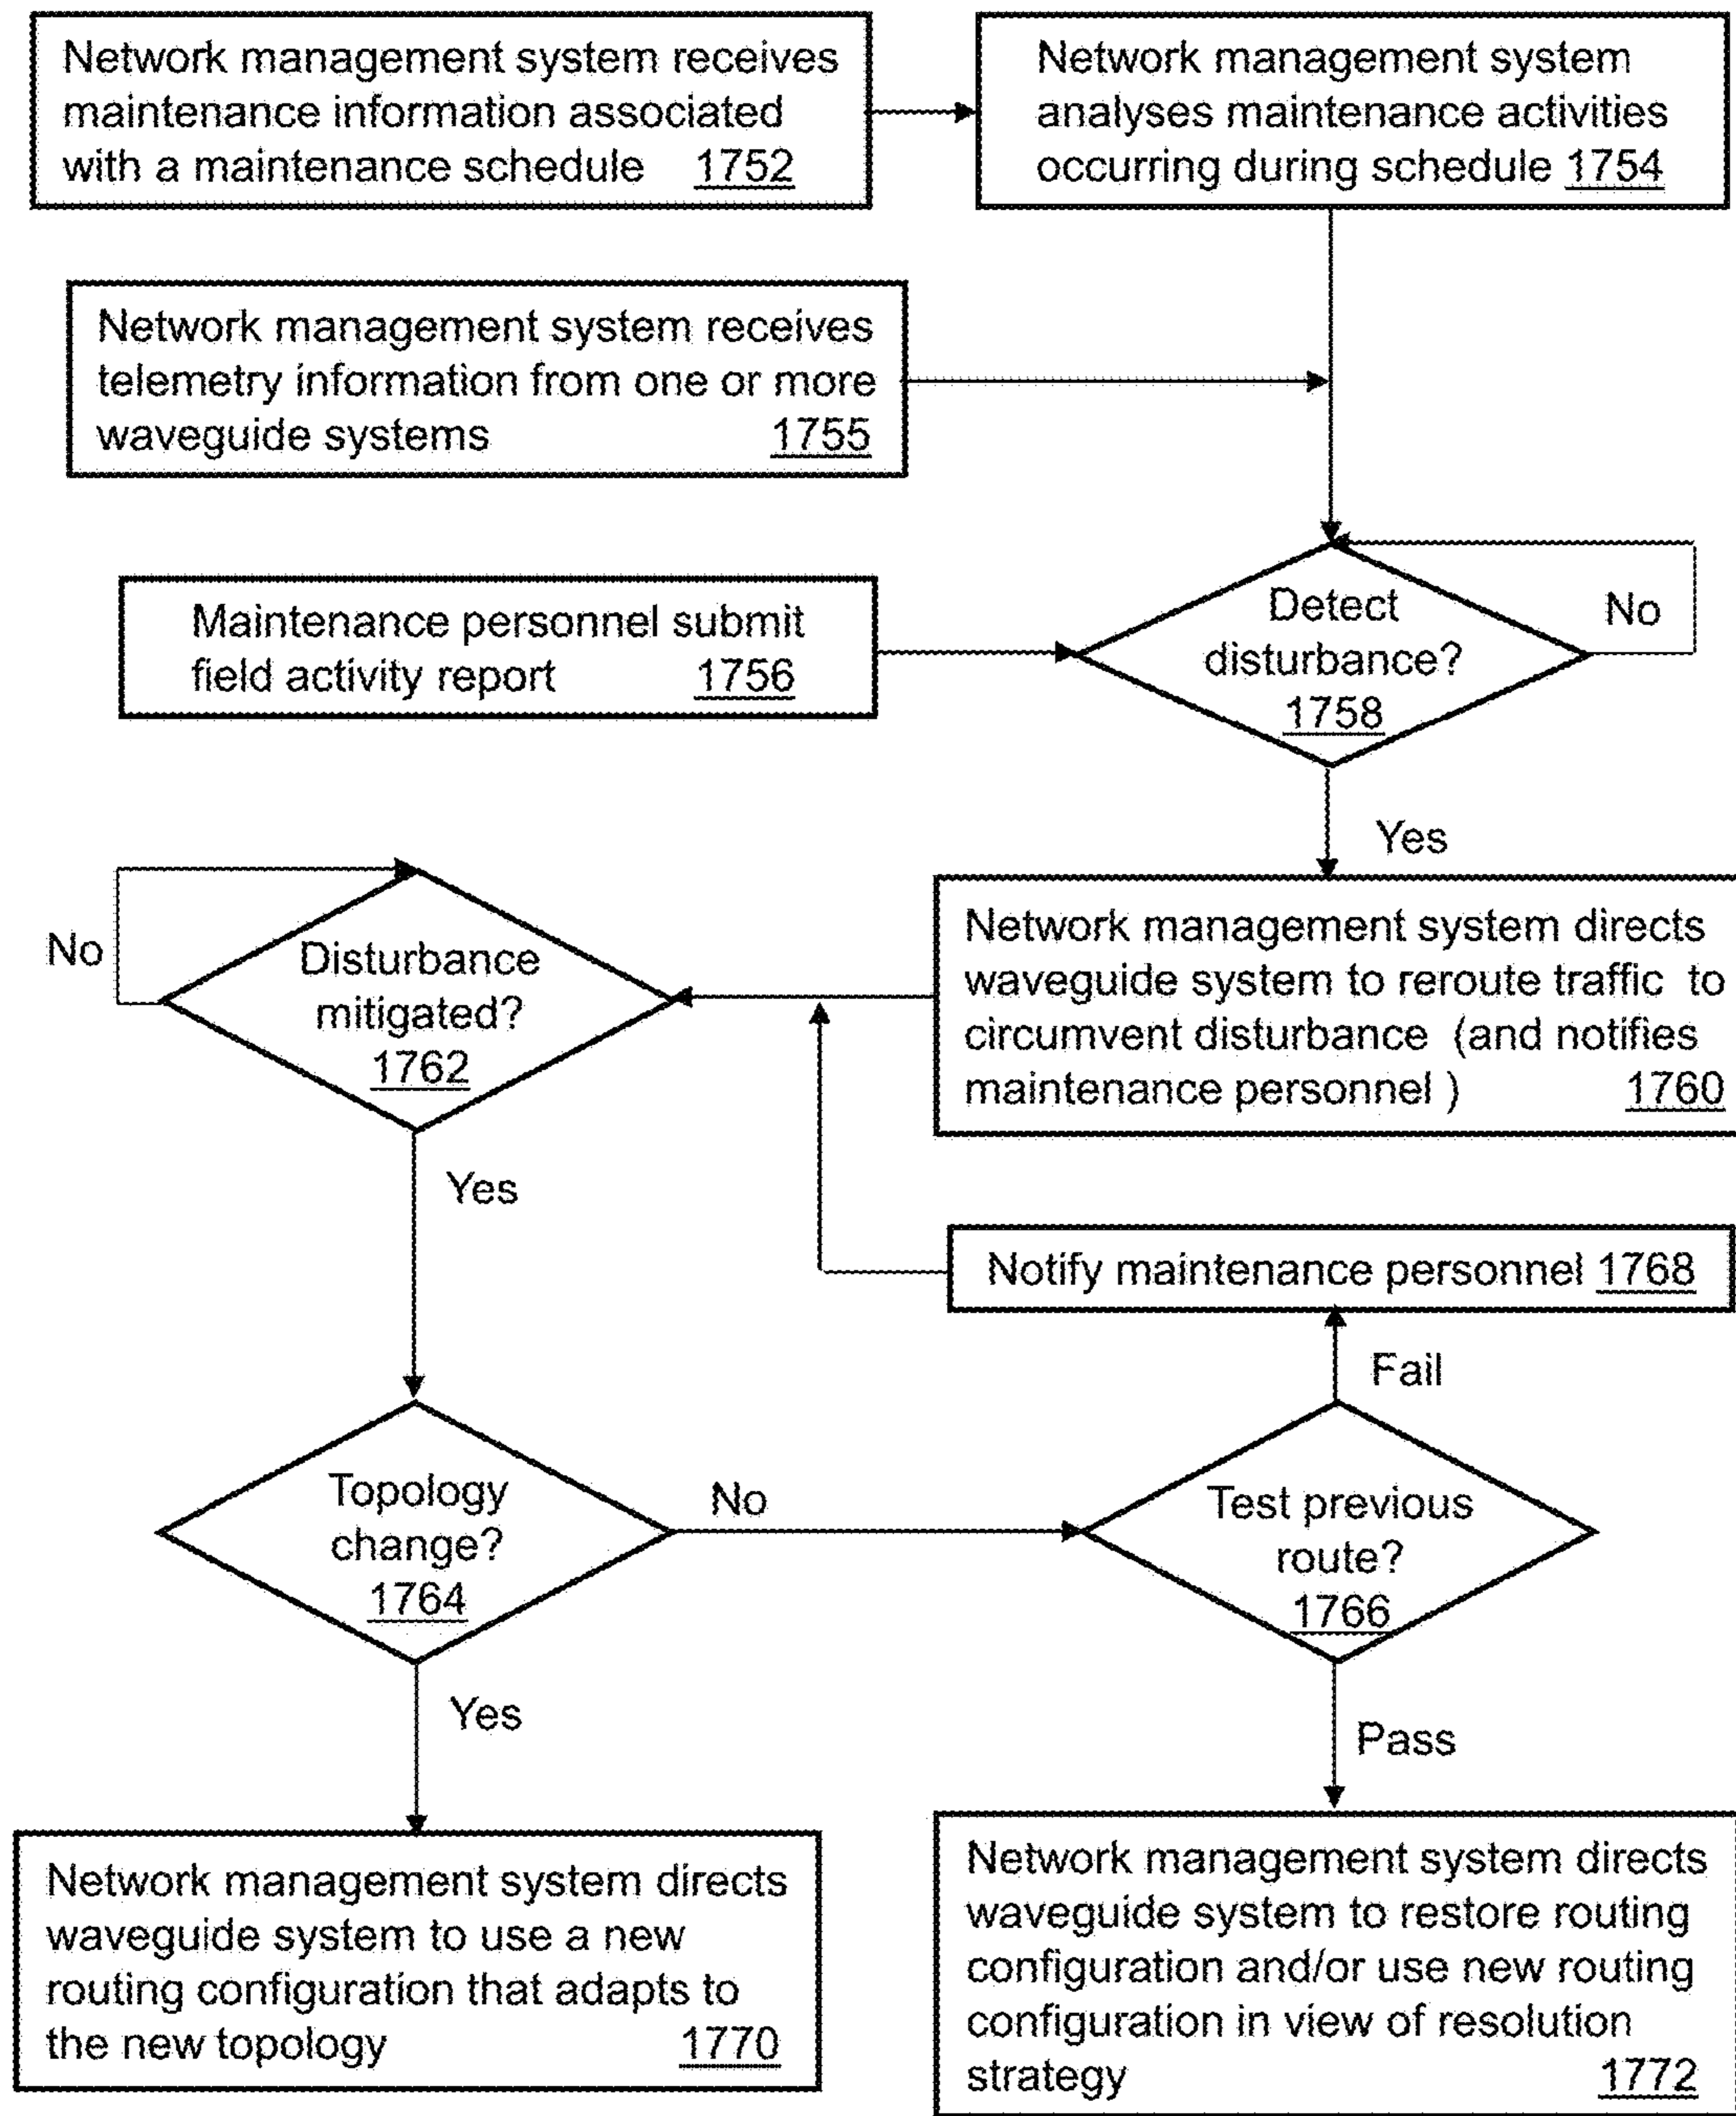 Network management system receives
maintenance information associated
with a maintenance schedule 1752
Network management system
analyses maintenance activities
occurring during schedule 1754
Network management system receives
telemetry information from one or more
waveguide systems 1755
Maintenance personnel submit
field activity report 1756
Detect
disturbance?
1758
No
Yes
Network management system directs
waveguide system to reroute traffic to
circumvent disturbance (and notifies
maintenance personnel ) 1760
No
Disturbance
mitigated?
1762
Yes
Notify maintenance personnel 1768
Fail
Topology
change?
1764
No
Test previous
route?
1766
Yes
Pass
Network management system directs
waveguide system to use a new
routing configuration that adapts to
the new topology 1770
Network management system directs
waveguide system to restore routing
configuration and/or use new routing
configuration in view of resolution
strategy 1772